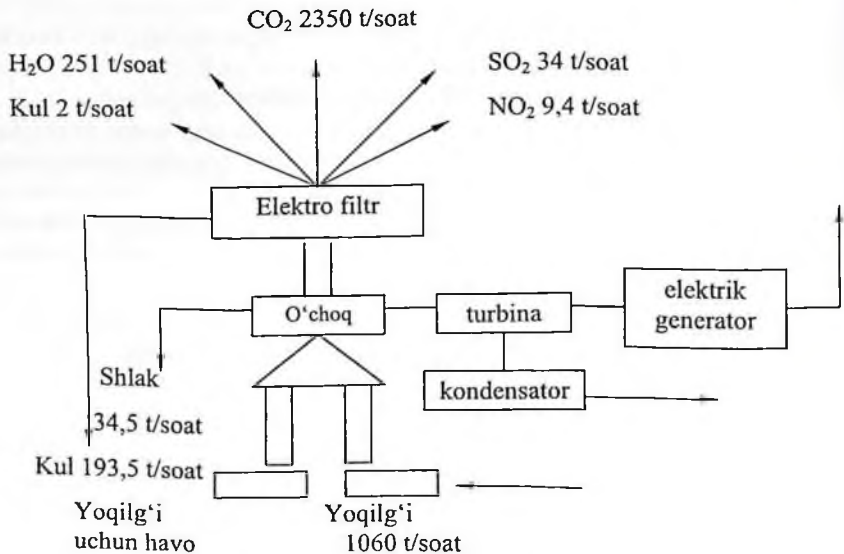 CO₂ 2350 t/soat
H₂O 251 t/soat
SO₂ 34 t/soat
Kul 2 t/soat
NO₂ 9,4 t/soat
Elektro filtr
O‘choq
turbina
elektrik
generator
Shlak
34,5 t/soat
kondensator
Kul 193,5 t/soat
Yoqilg‘i
uchun havo
Yoqilg‘i
1060 t/soat